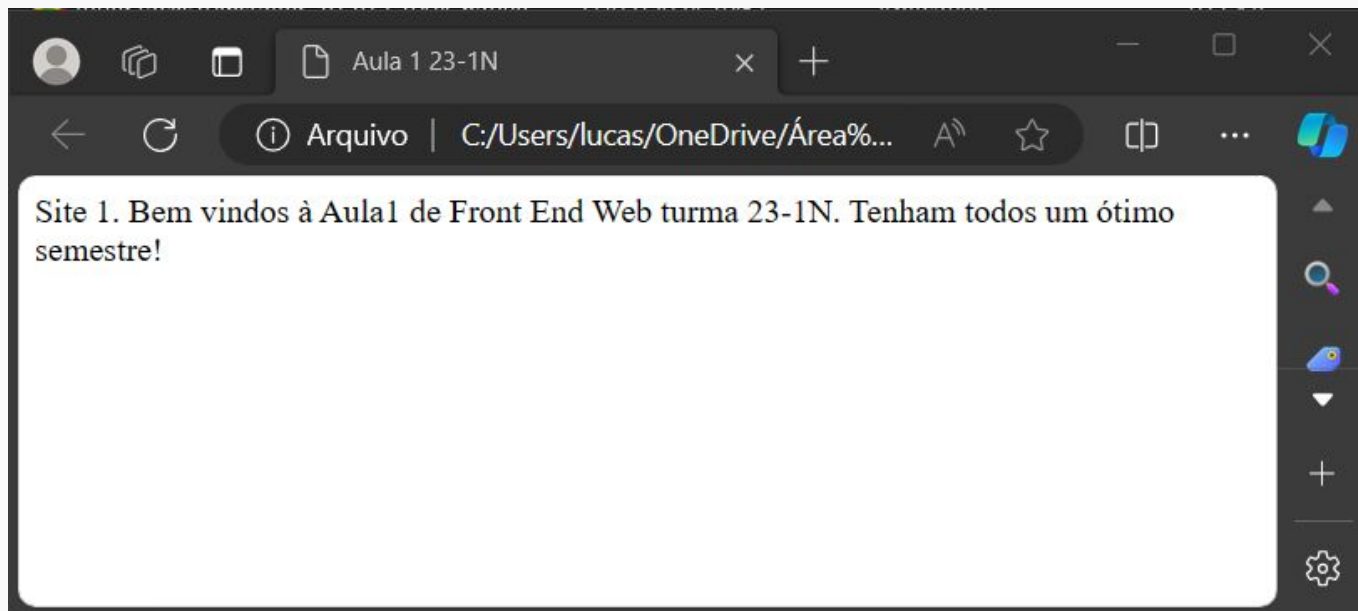 Aula 1 23-1N
Arquivo | C:/Users/lucas/OneDrive/Área%...
Site 1. Bem vindos à Aula1 de Front End Web turma 23-1N. Tenham todos um ótimo
semestre!